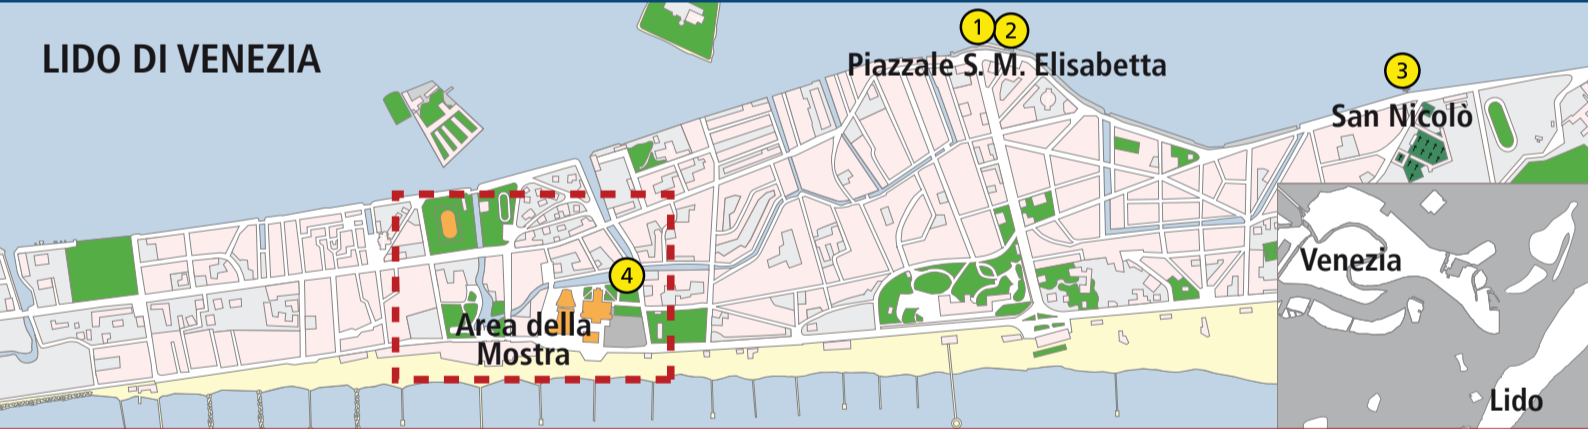 LIDO DI VENEZIA
1
2
Piazzale S. M. Elisabetta
3
San Nicolò
4
Area della
Mostra
Venezia
Lido